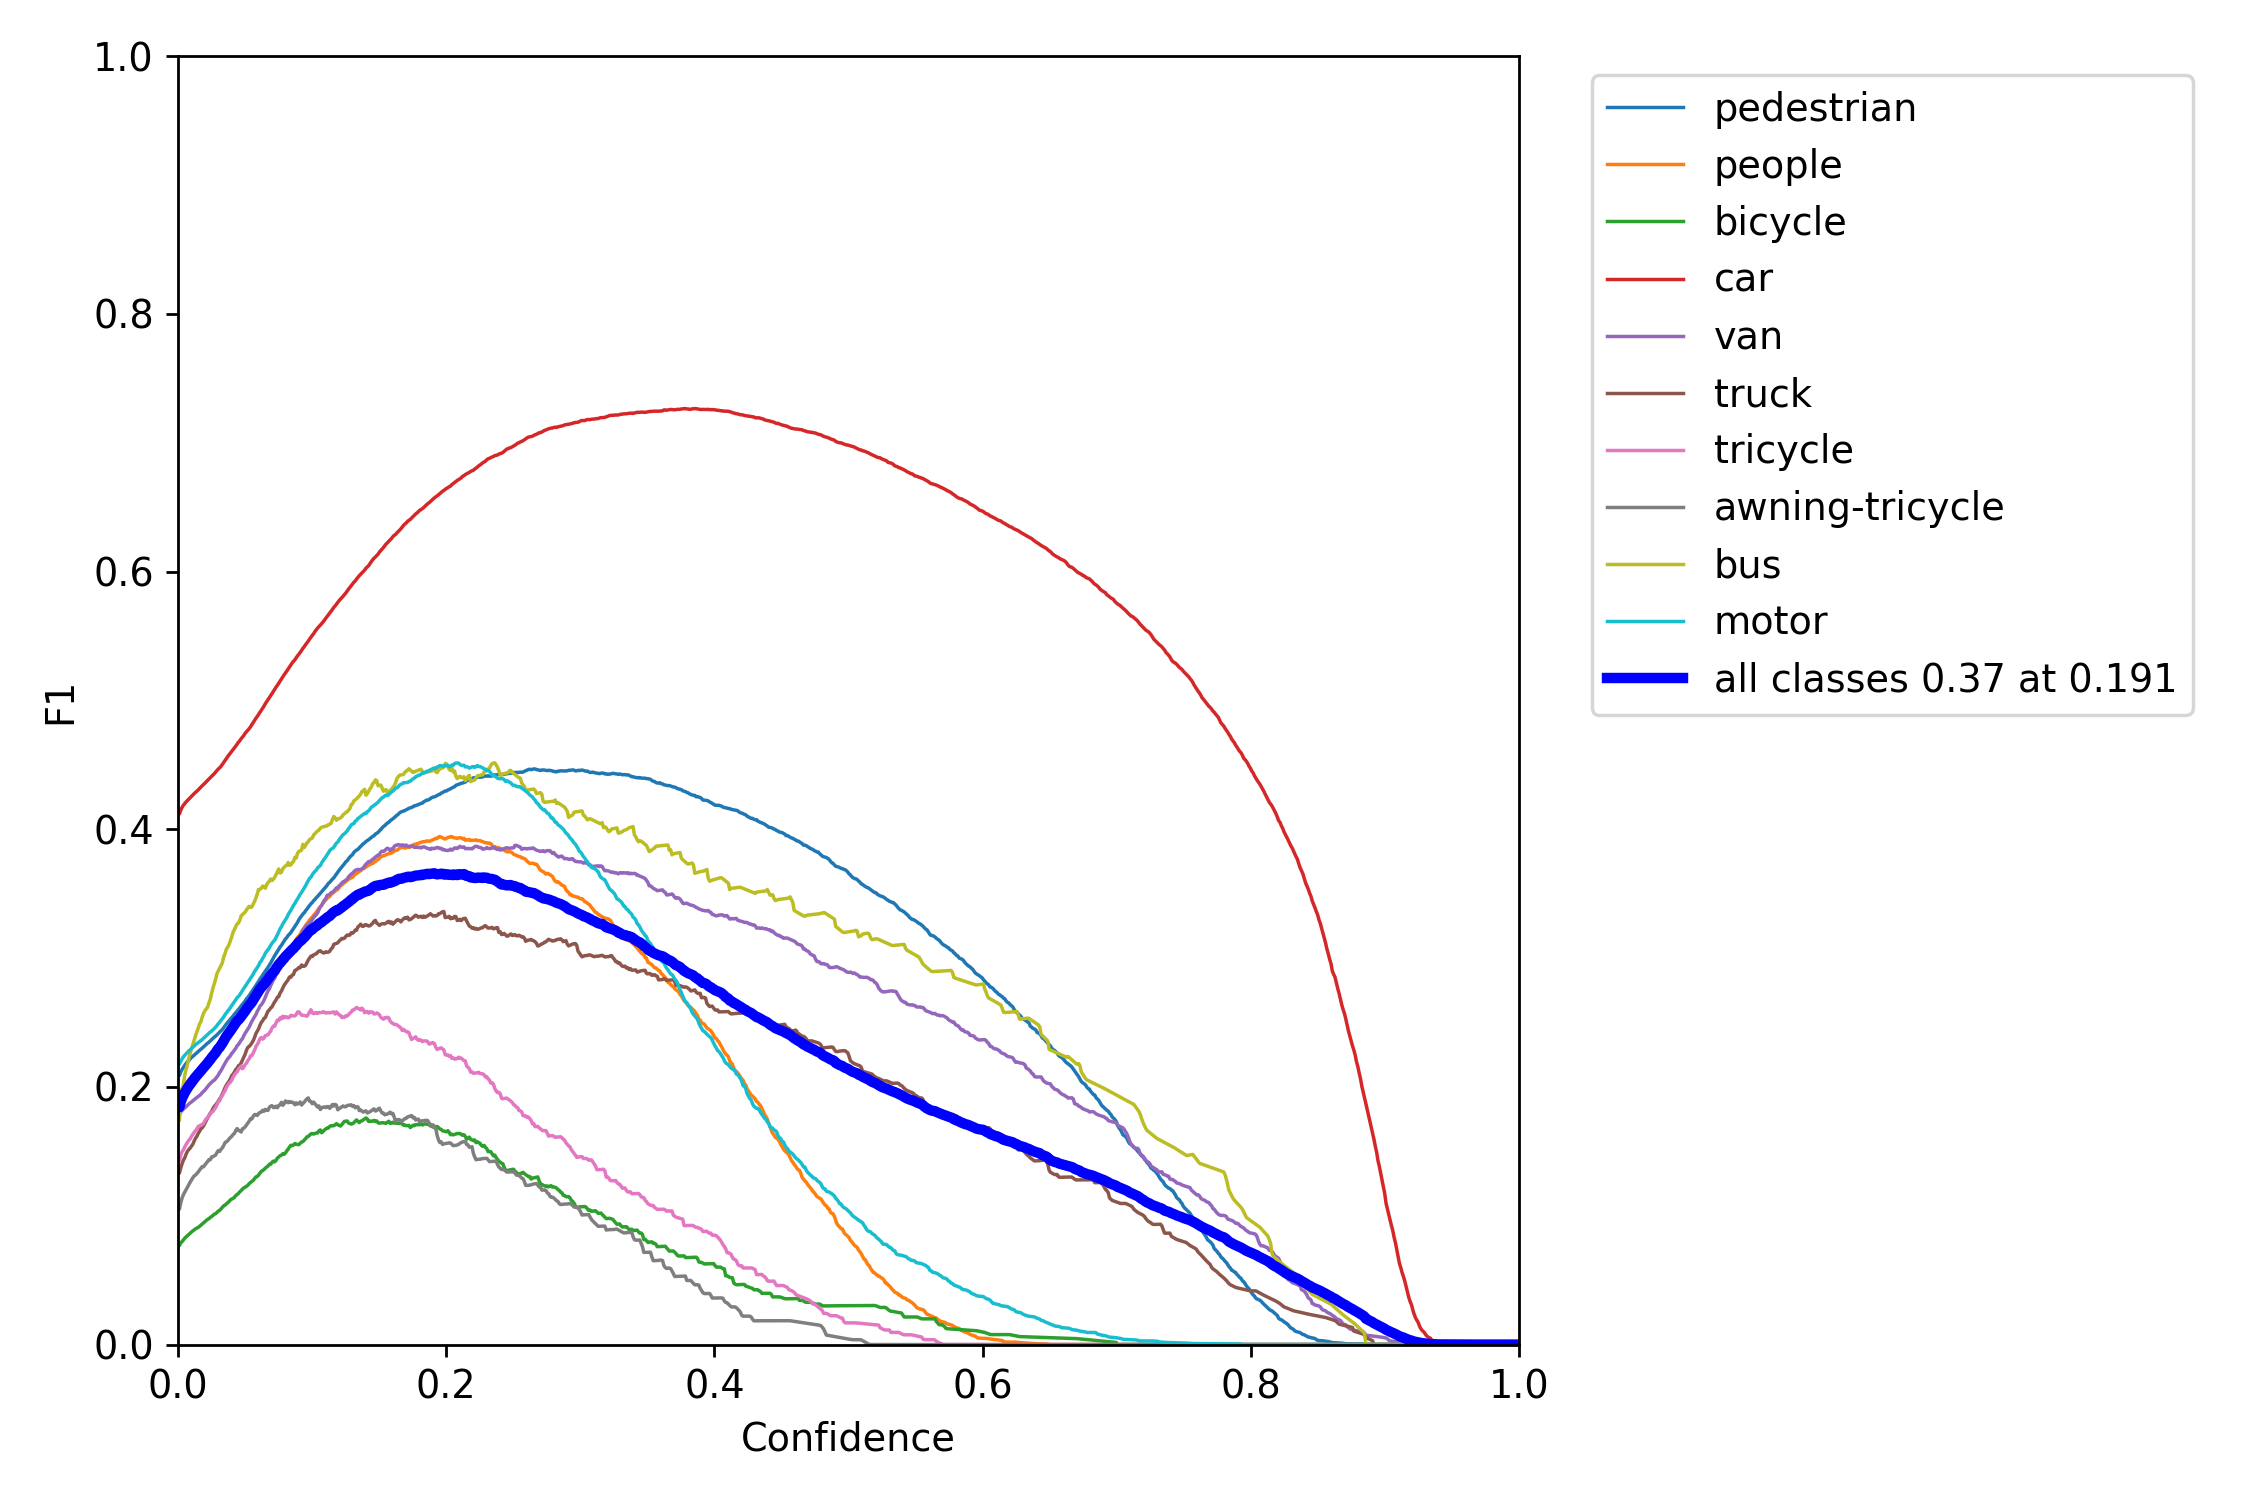 1.0
0.8
0.6
0.4
0.2
0.0
F1
0.0 0.2 0.4 0.6 0.8 1.0
Confidence
pedestrian
people
bicycle
car
van
truck
tricycle
awning-tricycle
bus
motor
all classes 0.37 at 0.191